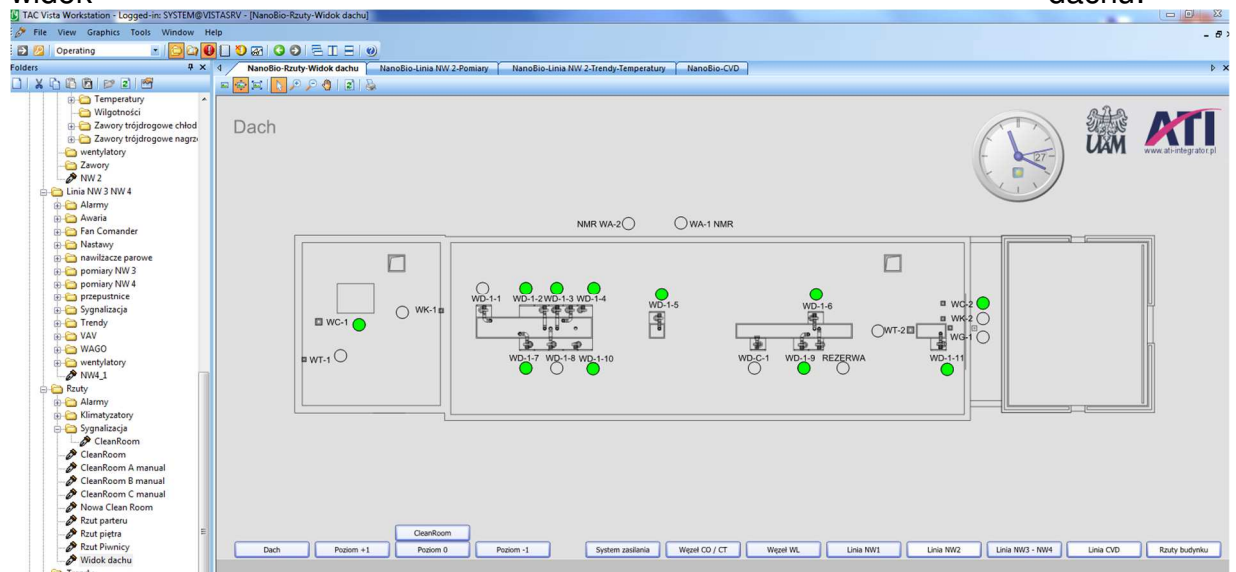 widok dachu.
TAC Vista Workstation - Logged-in: SYSTEM@VISTASRV - [NanoBio-Rzuty-Widok dachu]
File View Graphics Tools Window Help
Operating
Folders
NanoBio-Rzuty-Widok dachu NanoBio-Linia NW 2-Pomiary NanoBio-Linia NW 2-Trendy-Temperatury NanoBio-CVD
Temperatury
Wilgotności
Zawory trójdrogowe chłod
Zawory trójdrogowe nagrze
wentylatory
Zawory
NW 2
Linia NW 3 NW 4
Alarmy
Awaria
Fan Comander
Nastawy
nawilżacze parowe
pomiary NW 3
pomiary NW 4
przepustnice
Sygnalizacja
Trendy
VAV
WAGO
wentylatory
NW4_1
Rzuty
Alarmy
Klimatyzatory
Sygnalizacja
CleanRoom
CleanRoom
CleanRoom A manual
CleanRoom B manual
CleanRoom C manual
Nowa Clean Room
Rzut parteru
Rzut piętra
Rzut Piwnicy
Widok dachu
Dach
27
UAM
ATI
www.ati-integrator.pl
NMR WA-2 WA-1 NMR
WD-1-1 WD-1-2 WD-1-3 WD-1-4
WD-1-5
WD-1-6
WK-1
WC-1
WT-1
WC-2
WK-2
WT-2
WG-1
WD-1-7 WD-1-8 WD-1-10
WD-C-1 WD-1-9 REZERWA
WD-1-11
CleanRoom
Dach Poziom +1 Poziom 0 Poziom -1 System zasilania Węzeł CO / CT Węzeł WL Linia NW1 Linia NW2 Linia NW3 - NW4 Linia CVD Rzuty budynku